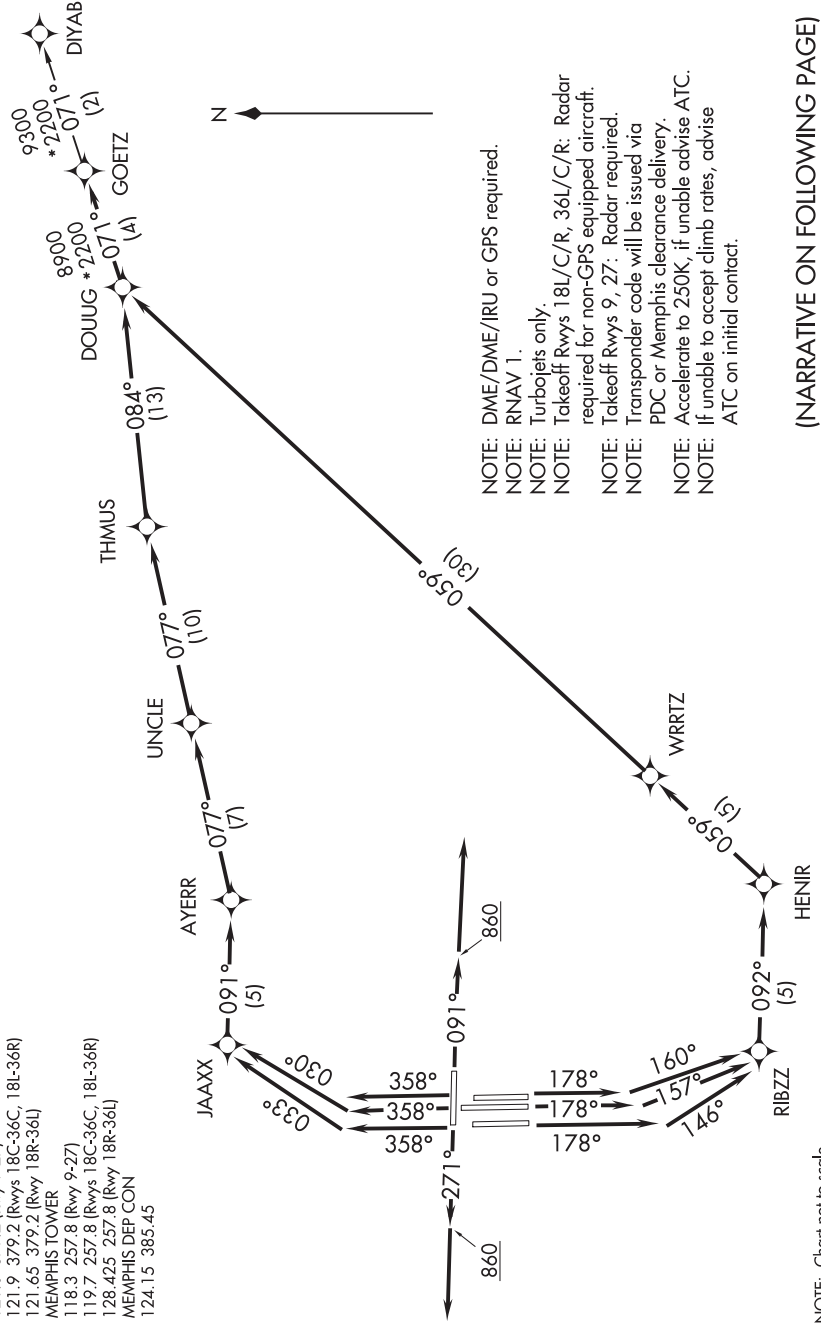 121.9 379.2 (Rwys 18C-36C, 18L-36R)
121.65 379.2 (Rwy 18R-36L)
MEMPHIS TOWER
118.3 257.8 (Rwy 9-27)
119.7 257.8 (Rwys 18C-36C, 18L-36R)
128.425 257.8 (Rwy 18R-36L)
MEMPHIS DEP CON
124.15 385.45
DIYAB
9300
*2200
071°
(2)
GOETZ
8900
*2200
071°
(4)
DOUUG
084°
(13)
THMUS
077°
(10)
UNCLE
077°
(7)
AYERR
091°
(5)
JAAXX
030°
033°
358°
358°
358°
N
059°
(30)
WRRTZ
059°
(5)
HENIR
092°
(5)
RIBZZ
160°
157°
146°
178°
178°
178°
091°
860
271°
860
NOTE: DME/DME/IRU or GPS required.
NOTE: RNAV 1.
NOTE: Turbojets only.
NOTE: Takeoff Rwys 18L/C/R, 36L/C/R: Radar
required for non-GPS equipped aircraft.
NOTE: Takeoff Rwys 9, 27: Radar required.
NOTE: Transponder code will be issued via
PDC or Memphis clearance delivery.
NOTE: Accelerate to 250K, if unable advise ATC.
NOTE: If unable to accept climb rates, advise
ATC on initial contact.
(NARRATIVE ON FOLLOWING PAGE)
NOTE: Chart not to scale